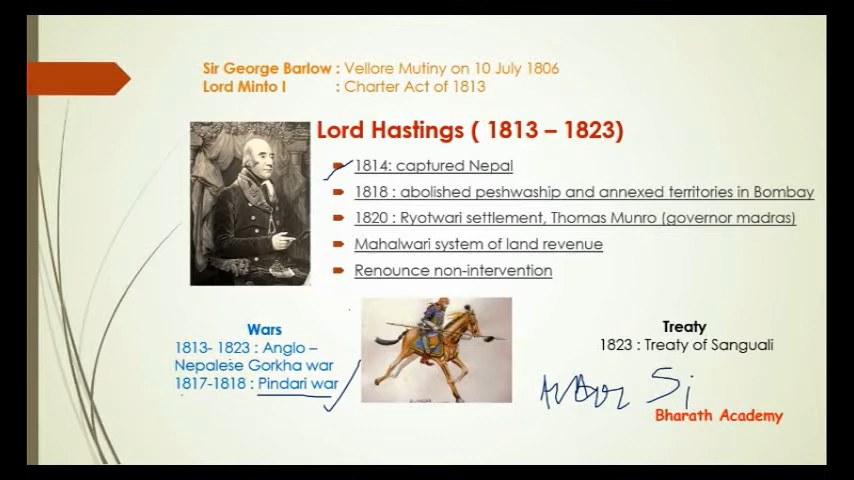 Sir George Barlow : Vellore Mutiny on 10 July 1806
Lord Minto I : Charter Act of 1813
Lord Hastings ( 1813 – 1823)
1814: captured Nepal
1818 : abolished peshwaship and annexed territories in Bombay
1820 : Ryotwari settlement, Thomas Munro (governor madras)
Mahalwari system of land revenue
Renounce non-intervention
Wars
1813- 1823 : Anglo –
Nepalese Gorkha war
1817-1818 : Pindari war
Treaty
1823 : Treaty of Sanguali
Bharath Academy